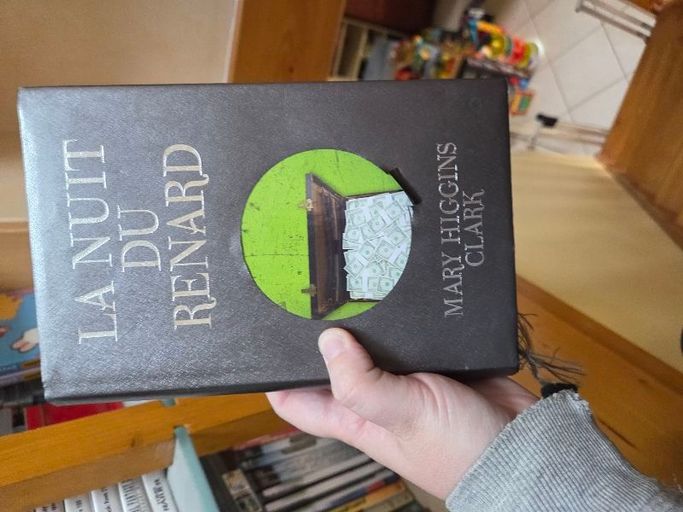 LA NUIT
DU
RENARD
MARY HIGGINS
CLARK